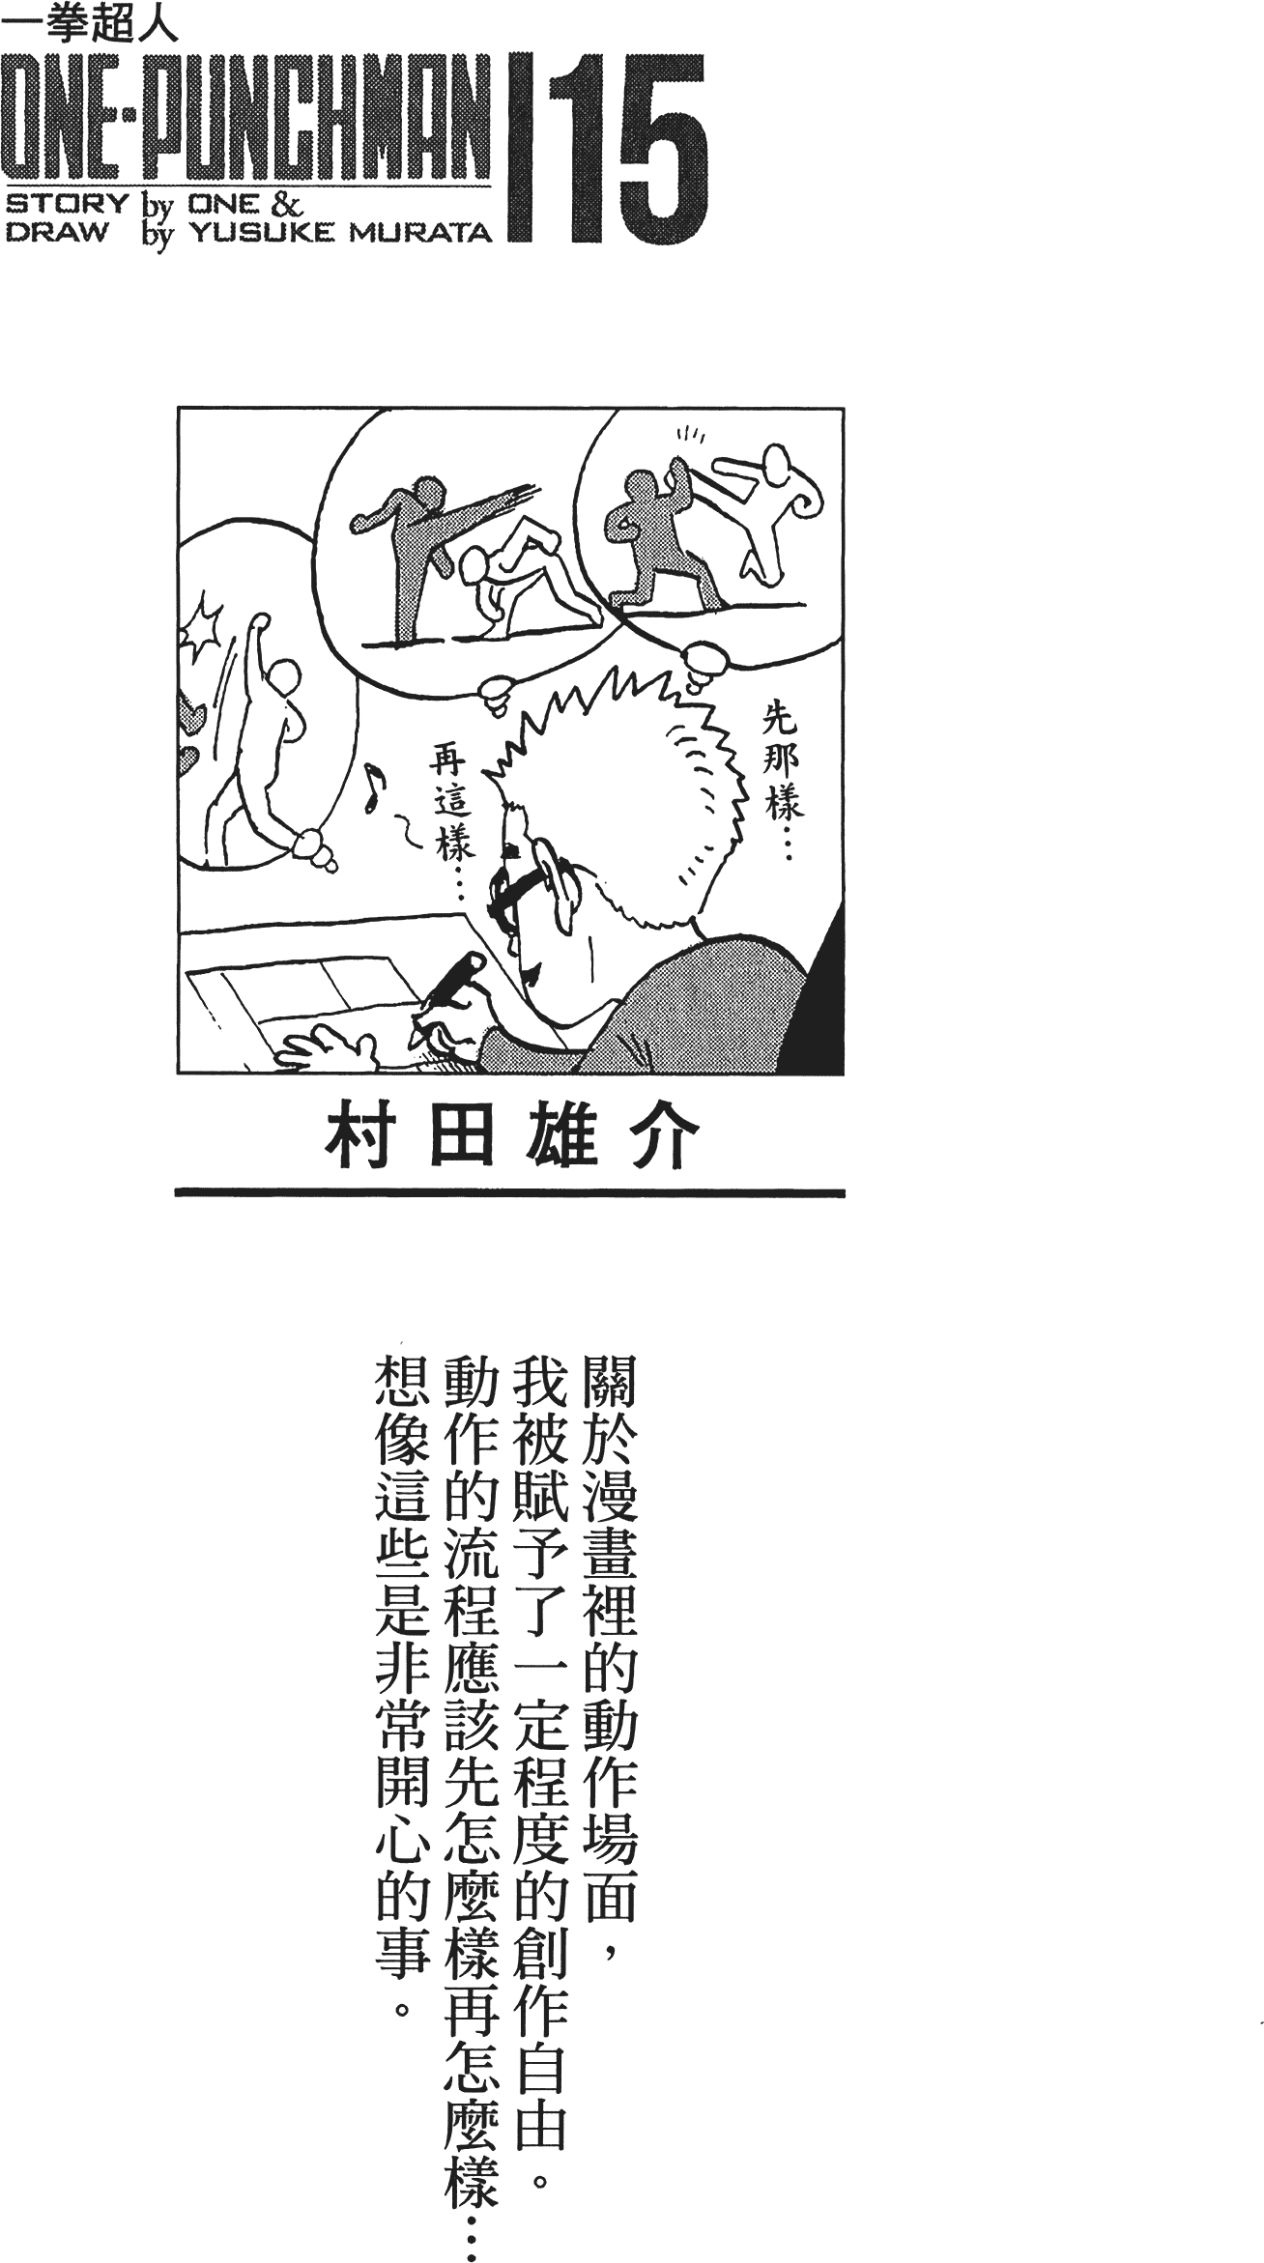 一拳超人
ONE-PUNCHMAN 15
STORY by ONE &
DRAW by YUSUKE MURATA
先那樣…
再這樣…
村田雄介
關於漫畫裡的動作場面，
我被賦予了一定程度的創作自由。
動作的流程應該先怎麼樣再怎麼樣…
想像這些是非常開心的事。